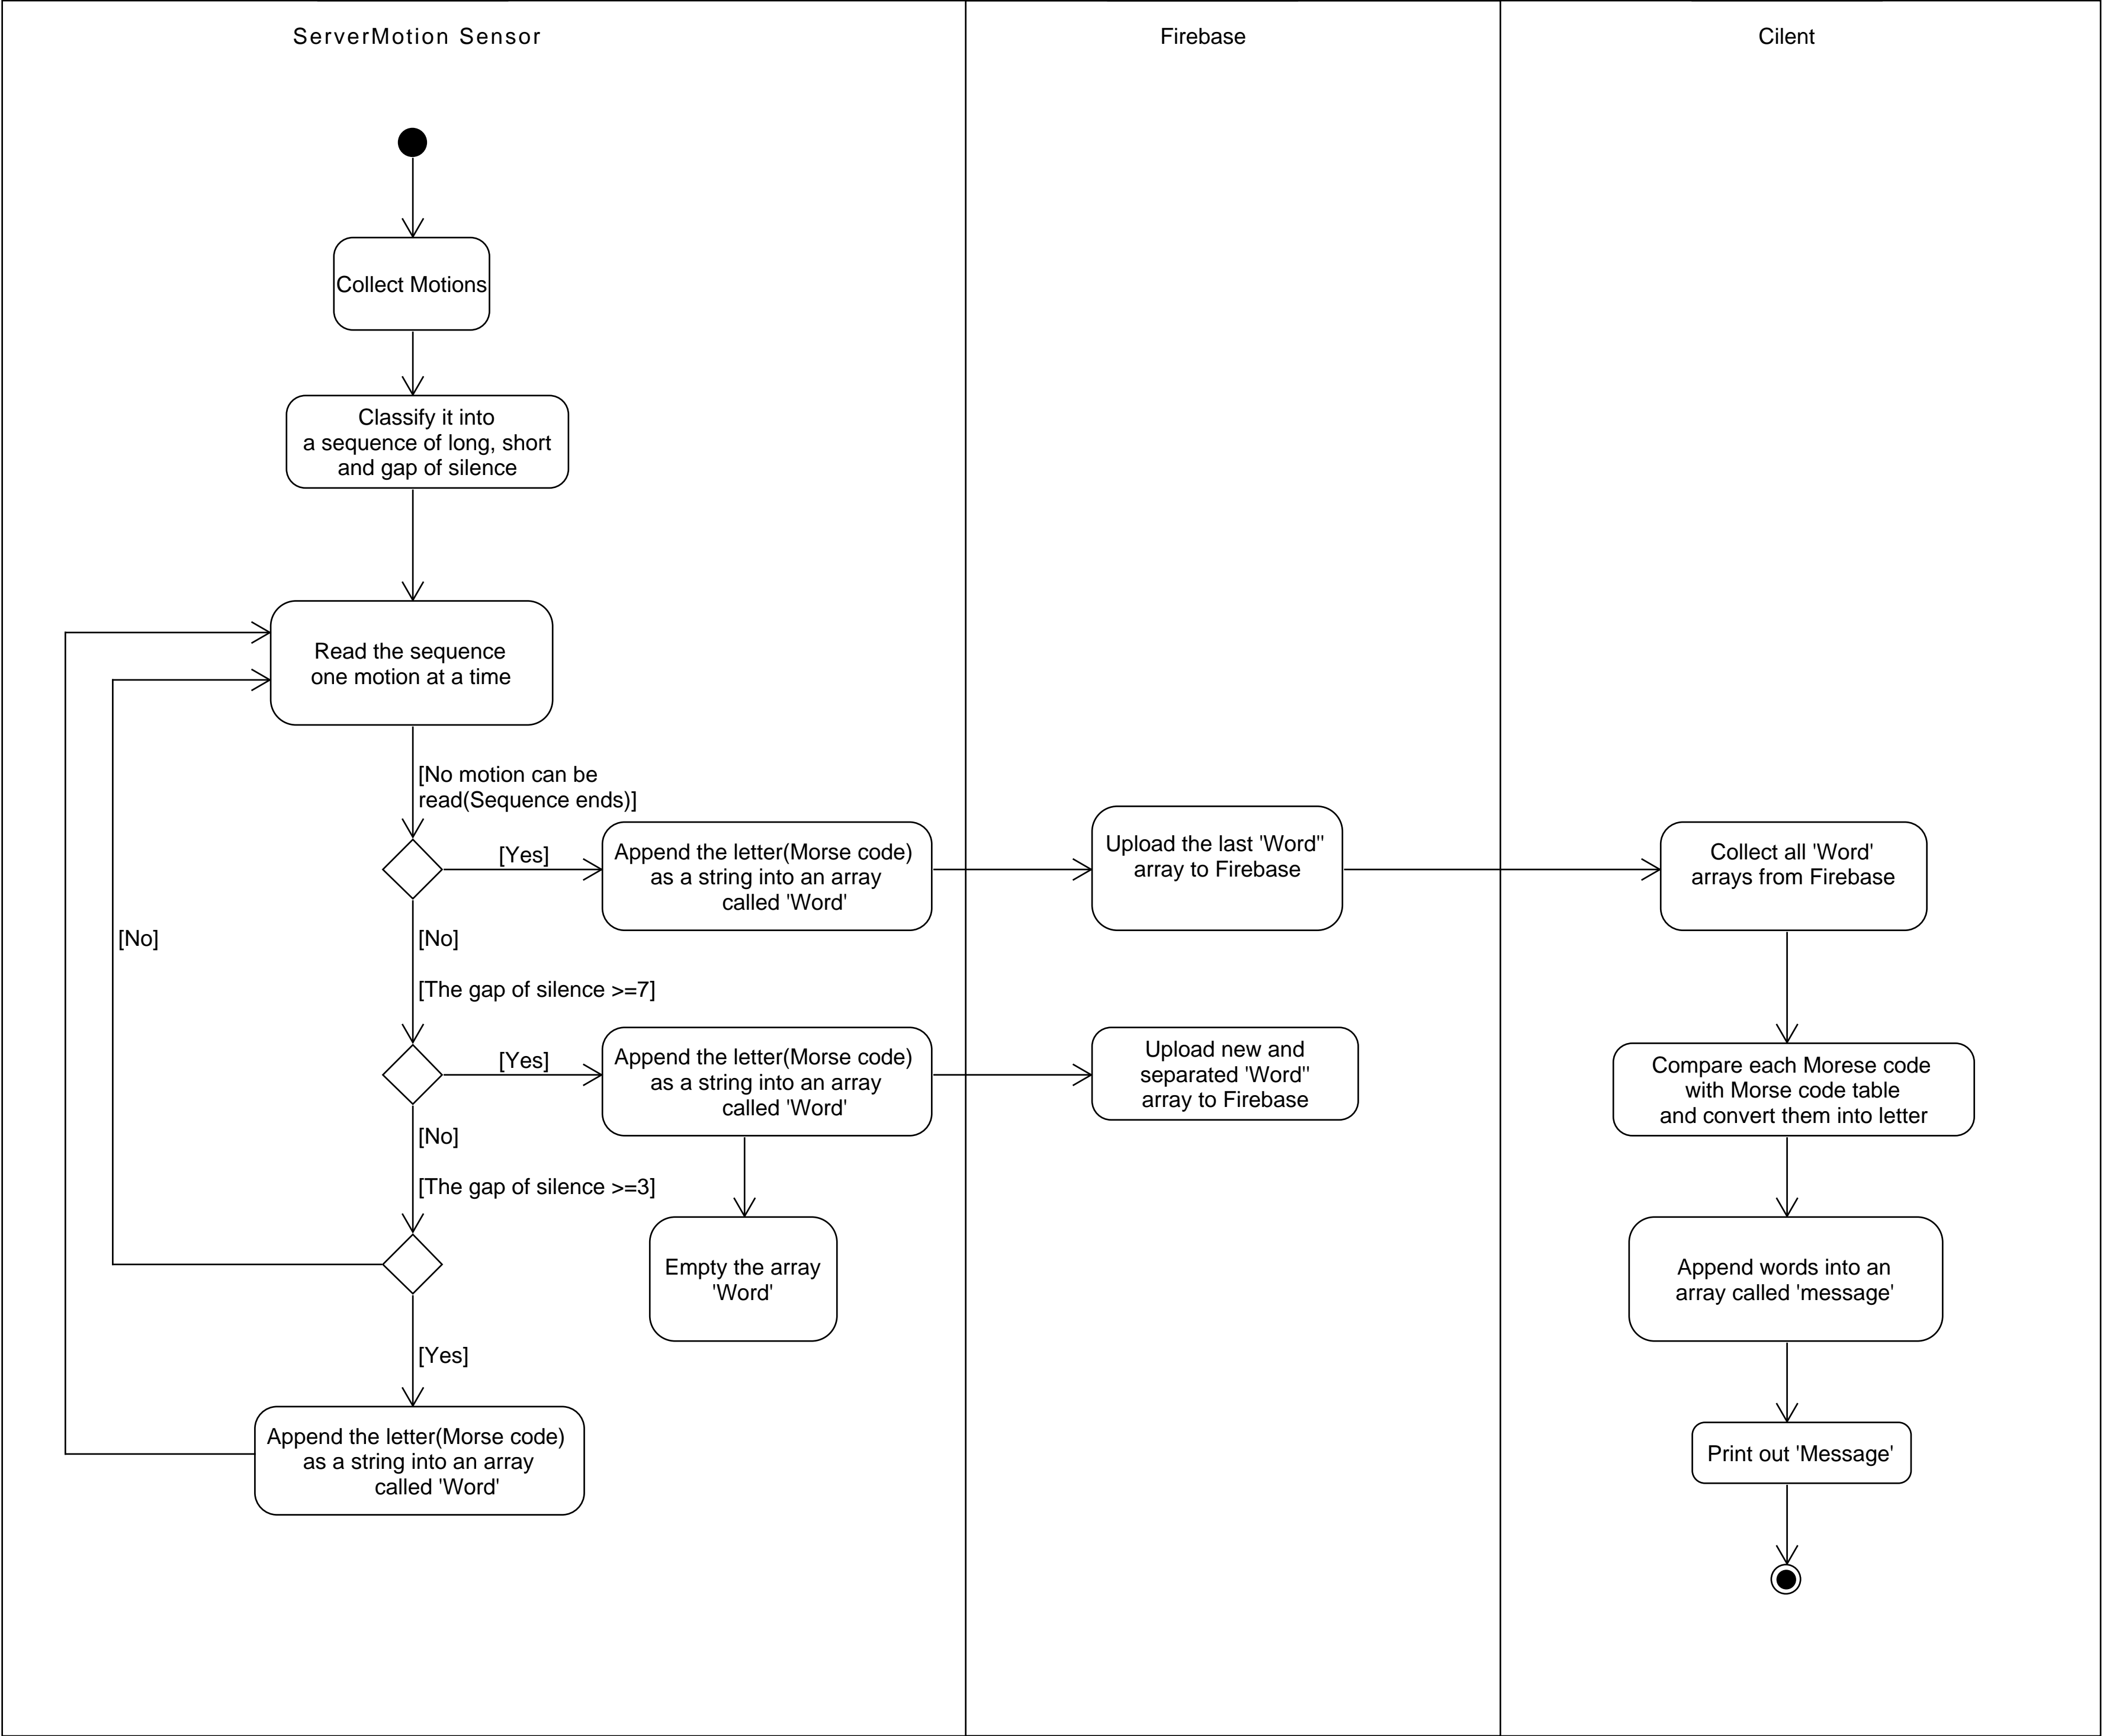 ServerMotion Sensor
Firebase
Cilent
Collect Motions
Classify it into
a sequence of long, short
and gap of silence
Read the sequence
one motion at a time
[No motion can be
read(Sequence ends)]
[Yes]
Append the letter(Morse code)
as a string into an array
called 'Word'
Upload the last 'Word"
array to Firebase
Collect all 'Word'
arrays from Firebase
[No]
[No]
[The gap of silence >=7]
[Yes]
Append the letter(Morse code)
as a string into an array
called 'Word'
Upload new and
separated 'Word"
array to Firebase
Compare each Morese code
with Morse code table
and convert them into letter
[No]
[The gap of silence >=3]
Empty the array
'Word'
Append words into an
array called 'message'
[Yes]
Append the letter(Morse code)
as a string into an array
called 'Word'
Print out 'Message'